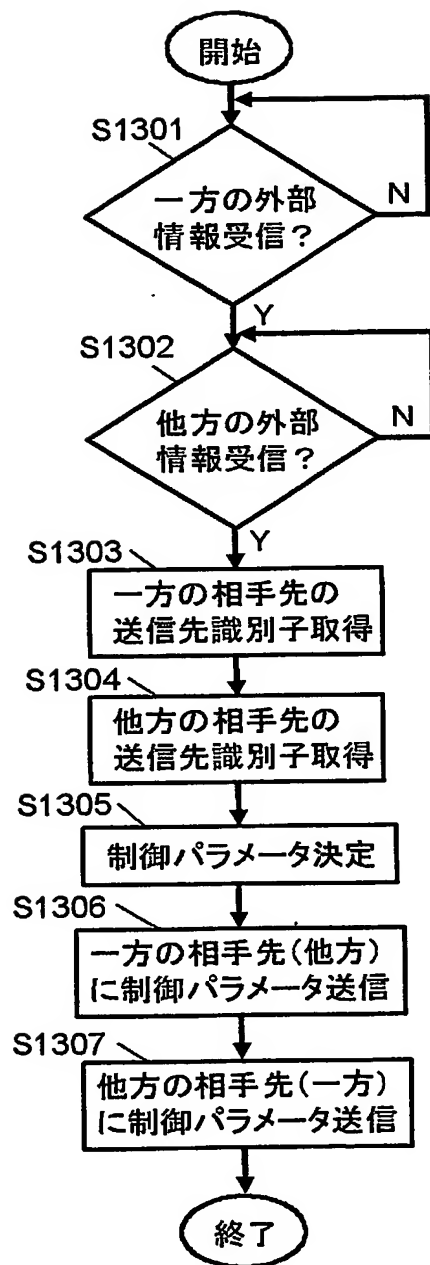 開始
S1301
一方の外部
情報受信？
N
Y
S1302
他方の外部
情報受信？
N
Y
S1303
一方の相手先の
送信先識別子取得
S1304
他方の相手先の
送信先識別子取得
S1305
制御パラメータ決定
S1306
一方の相手先(他方)
に制御パラメータ送信
S1307
他方の相手先(一方)
に制御パラメータ送信
終了